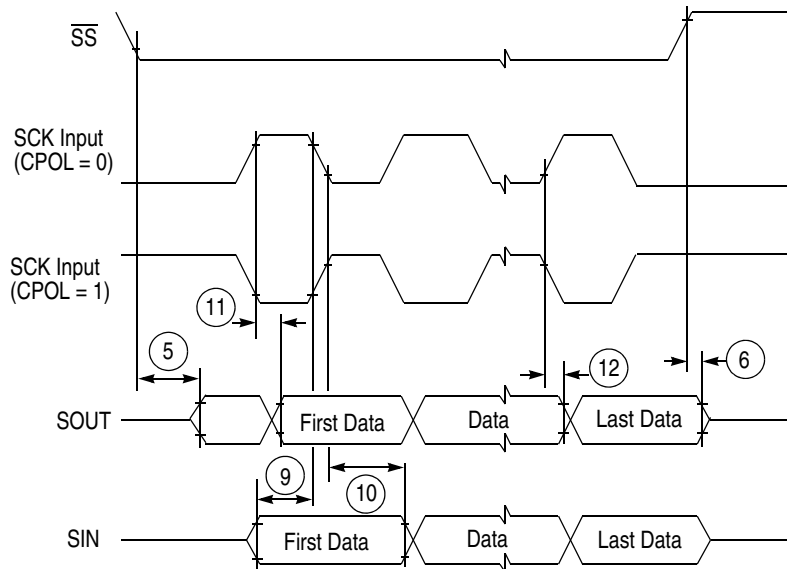 SS
SCK Input
(CPOL = 0)
SCK Input
(CPOL = 1)
11
5
12
6
SOUT
First Data
Data
Last Data
9
10
SIN
First Data
Data
Last Data